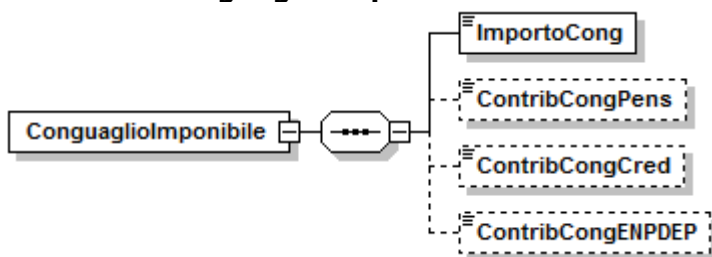 ImportoCong
ContribCongPens
ConguaglioImponibile
ContribCongCred
ContribCongENPDEP